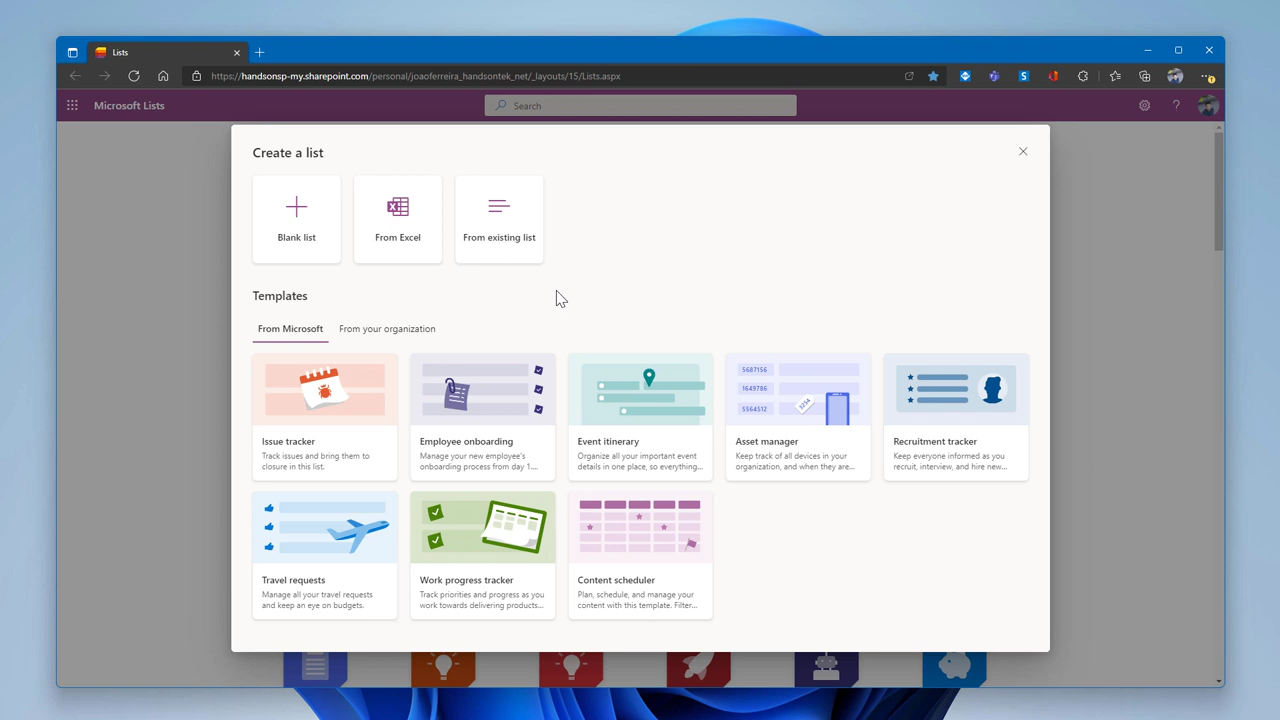 Lists
https://handsonsp-my.sharepoint.com/personal/joaoferreira_handsontek_net/_layouts/15/Lists.aspx
Microsoft Lists
Search
Create a list
Blank list
From Excel
From existing list
Templates
From Microsoft
From your organization
5687156
1649786
5564512
3234
Issue tracker
Track issues and bring them to
closure in this list.
Employee onboarding
Manage your new employee's
onboarding process from day 1....
Event itinerary
Organize all your important event
details in one place, so everything...
Asset manager
Keep track of all devices in your
organization, and when they are...
Recruitment tracker
Keep everyone informed as you
recruit, interview, and hire new...
Travel requests
Manage all your travel requests
and keep an eye on budgets.
Work progress tracker
Track priorities and progress as you
work towards delivering products...
Content scheduler
Plan, schedule, and manage your
content with this template. Filter...